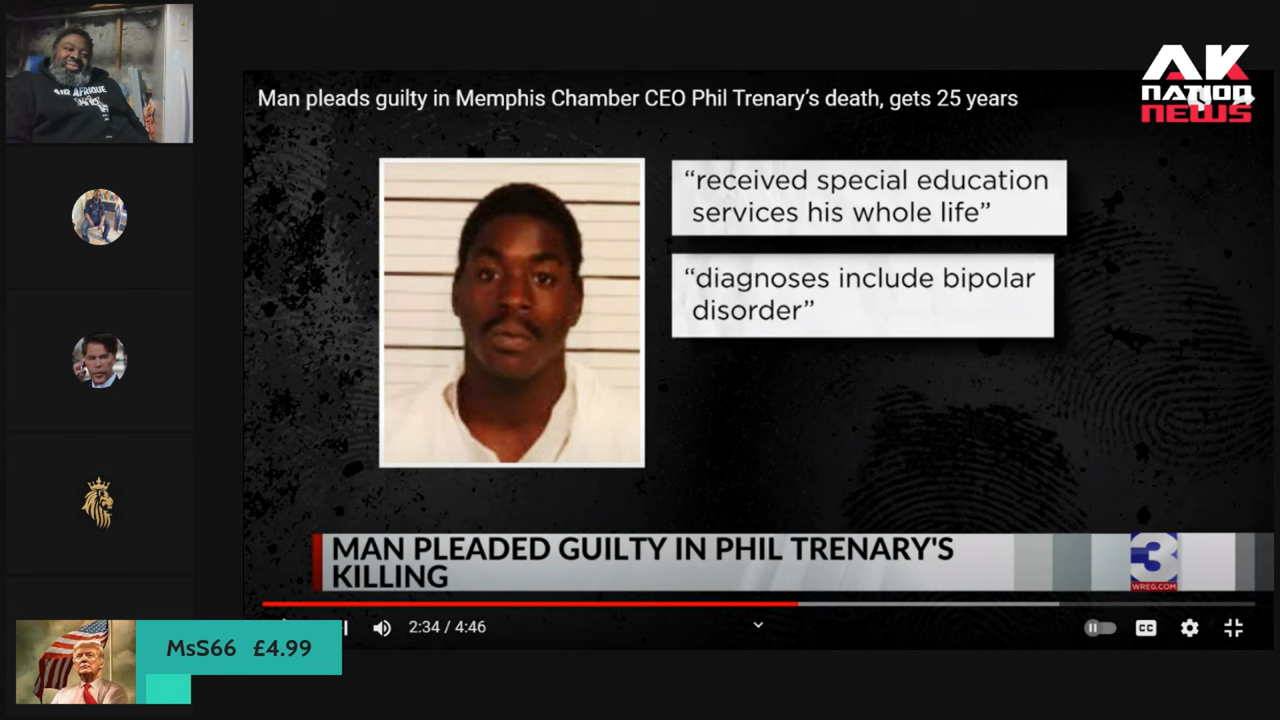 Man pleads guilty in Memphis Chamber CEO Phil Trenary’s death, gets 25 years
AK
NATION
NEWS
“received special education
services his whole life”
“diagnoses include bipolar
disorder”
MAN PLEADED GUILTY IN PHIL TRENARY'S
KILLING
3
WREG.COM
2:34 / 4:46
CC
MsS66 £4.99